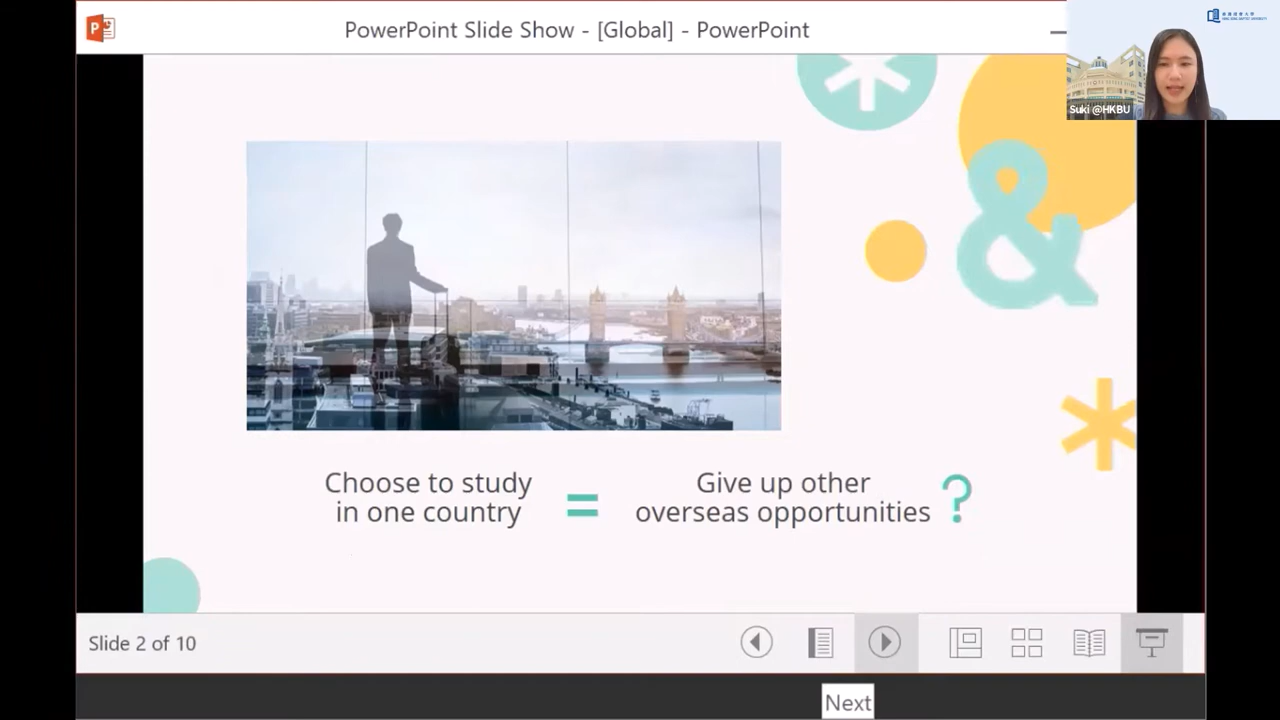 PowerPoint Slide Show - [Global] - PowerPoint
Suki @HKBU
&
Choose to study
in one country
=
Give up other
overseas opportunities
?
Slide 2 of 10
Next